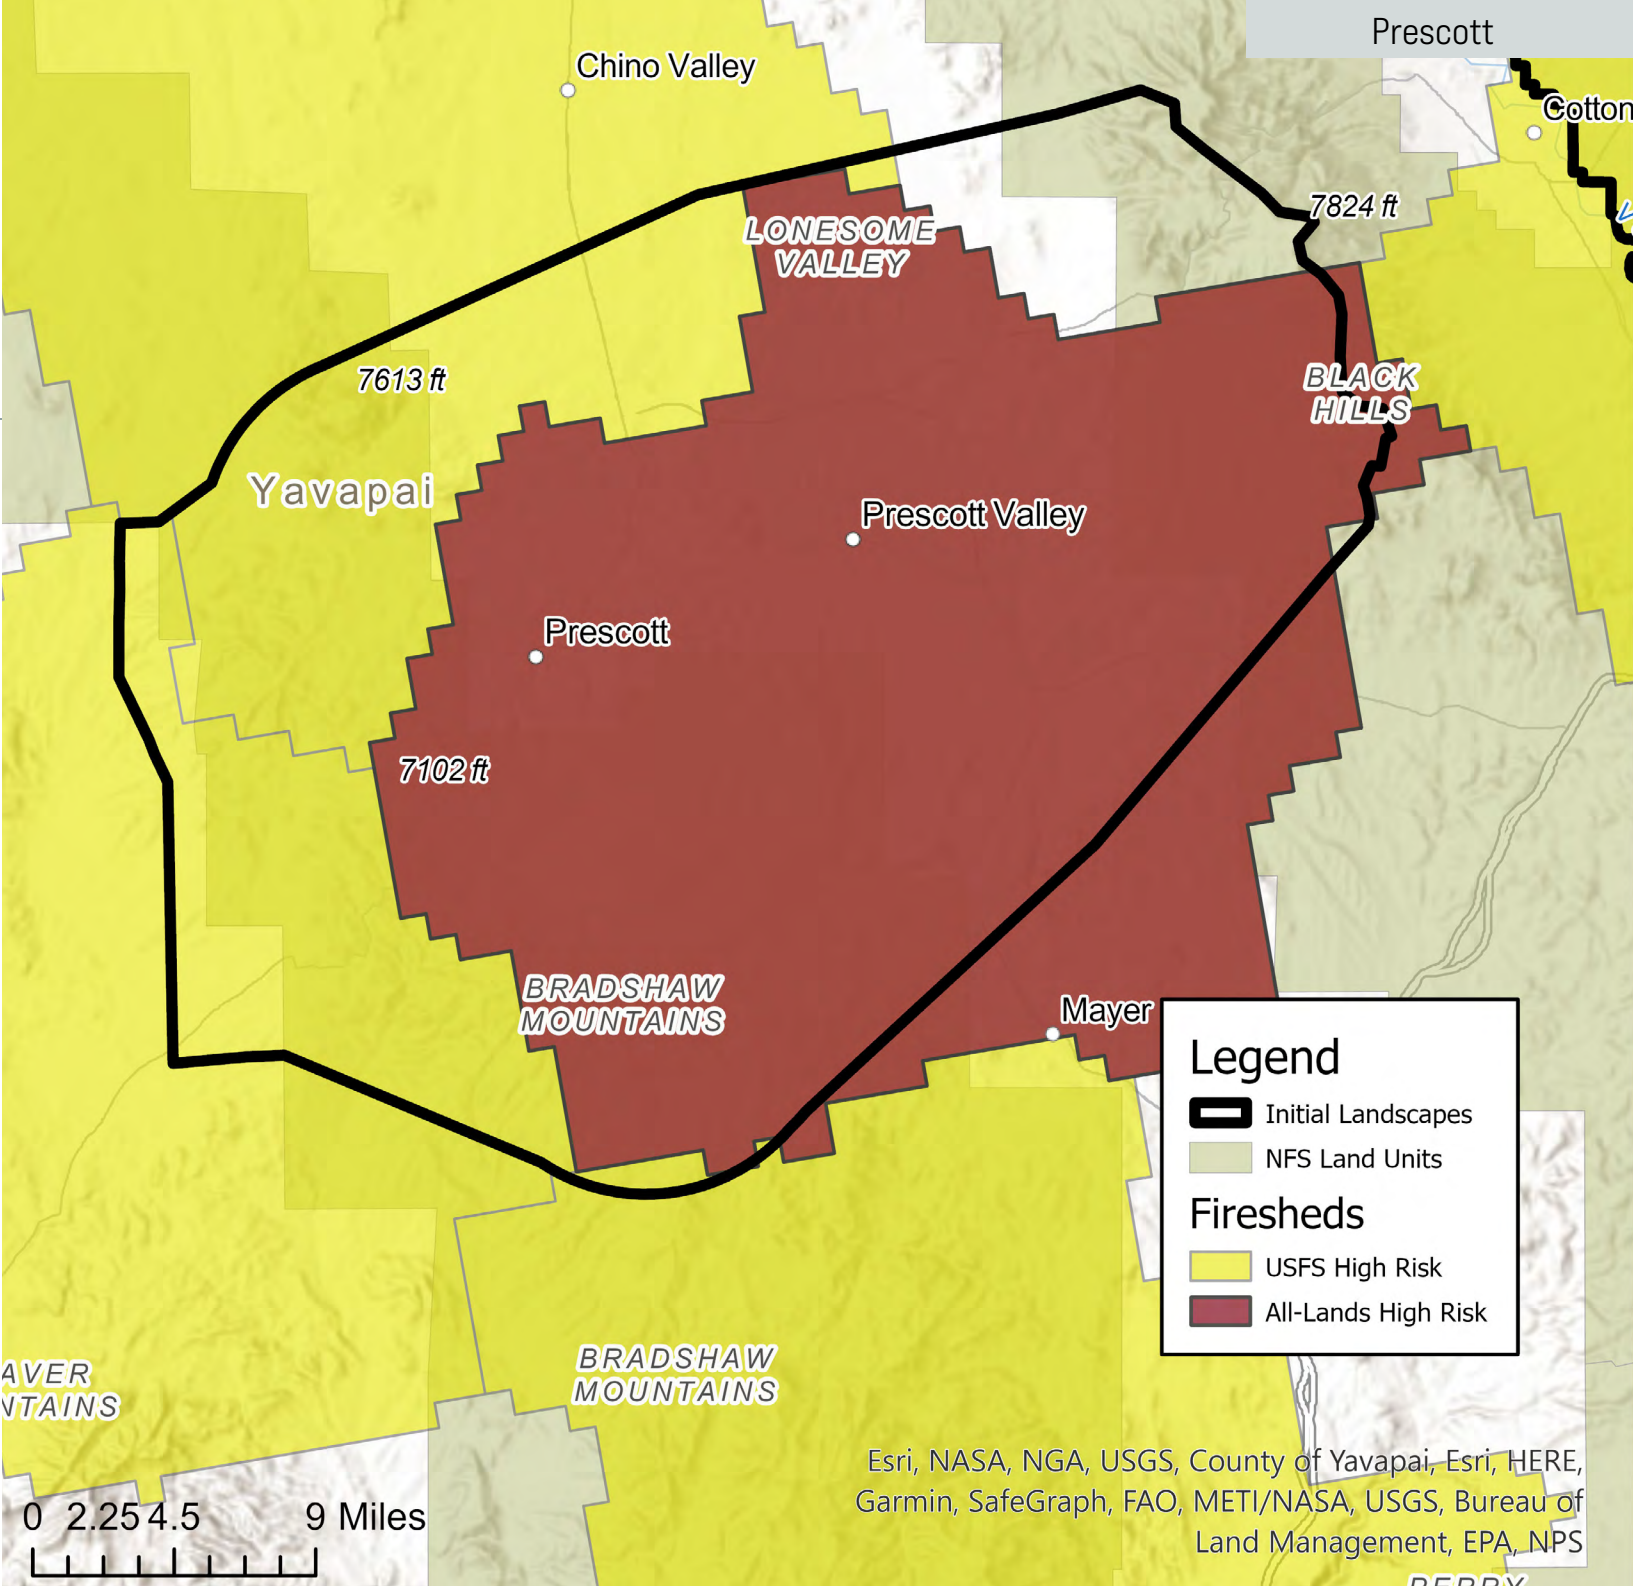 Prescott
Chino Valley
Cotton
7824 ft
LONESOME
VALLEY
7613 ft
BLACK
HILLS
Yavapai
Prescott Valley
Prescott
7102 ft
BRADSHAW
MOUNTAINS
Mayer
Legend
Initial Landscapes
NFS Land Units
Firesheds
USFS High Risk
All-Lands High Risk
BRADSHAW
MOUNTAINS
AVER
NTAINS
Esri, NASA, NGA, USGS, County of Yavapai, Esri, HERE,
Garmin, SafeGraph, FAO, METI/NASA, USGS, Bureau of
Land Management, EPA, NPS
0 2.25 4.5 9 Miles